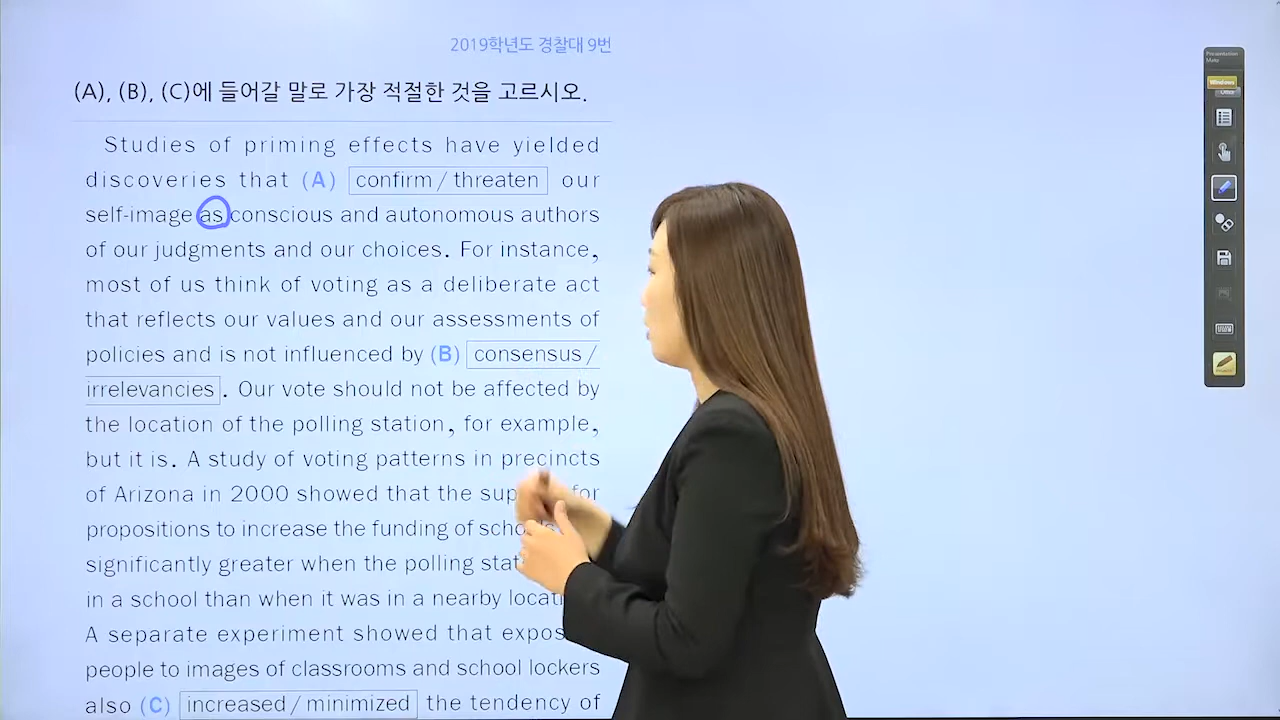 2019학년도 경찰대 9번
(A), (B), (C)에 들어갈 말로 가장 적절한 것을 고르시오.
Studies of priming effects have yielded
discoveries that (A) confirm / threaten our
self-image as conscious and autonomous authors
of our judgments and our choices. For instance,
most of us think of voting as a deliberate act
that reflects our values and our assessments of
policies and is not influenced by (B) consensus /
irrelevancies. Our vote should not be affected by
the location of the polling station, for example,
but it is. A study of voting patterns in precincts
of Arizona in 2000 showed that the for
propositions to increase the funding of
significantly greater when the polling
in a school than when it was in a nearby
A separate experiment showed that
people to images of classrooms and school lockers
also (C) increased / minimized the tendency of
Presentation
Windows
Office